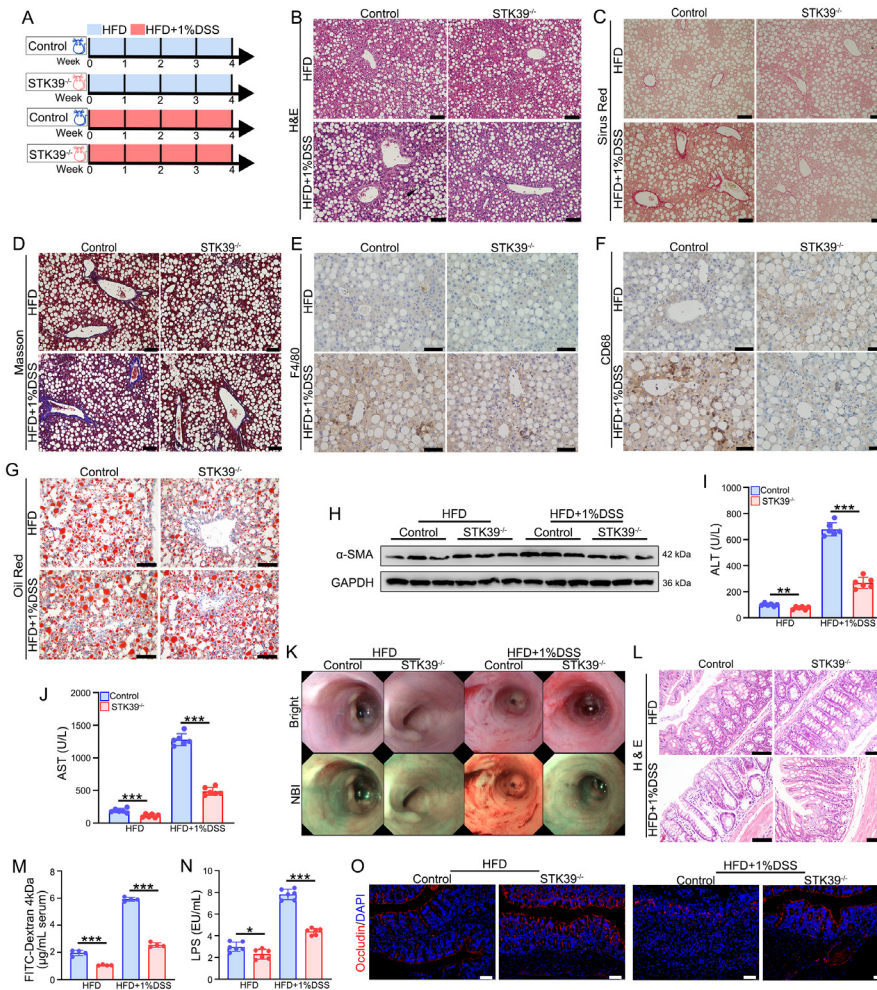 A
HFD HFD+1%DSS
Control
Week 0 1 2 3 4
STK39-/-
Week 0 1 2 3 4
Control
Week 0 1 2 3 4
STK39-/-
Week 0 1 2 3 4
B
Control STK39-/-
H&E
HFD
HFD+1%DSS
C
Control STK39-/-
Sirus Red
HFD
HFD+1%DSS
D
Control STK39-/-
Masson
HFD
HFD+1%DSS
E
Control STK39-/-
F4/80
HFD
HFD+1%DSS
F
Control STK39-/-
CD68
HFD
HFD+1%DSS
G
Control STK39-/-
Oil Red
HFD
HFD+1%DSS
H
HFD HFD+1%DSS
Control STK39-/- Control STK39-/-
α-SMA 42 kDa
GAPDH 36 kDa
I
Control
STK39-/-
ALT (U/L)
800
600
400
200
0
**
***
HFD HFD+1%DSS
J
Control
STK39-/-
AST (U/L)
2000
1500
1000
500
0
***
***
HFD HFD+1%DSS
K
HFD HFD+1%DSS
Control STK39-/- Control STK39-/-
Bright
NBI
L
Control STK39-/-
H & E
HFD
HFD+1%DSS
M
FITC-Dextran 4kDa
(μg/mL serum)
8
6
4
2
0
***
***
HFD HFD+1%DSS
N
LPS (EU/mL)
10
8
6
4
2
0
*
***
HFD HFD+1%DSS
O
HFD HFD+1%DSS
Control STK39-/- Control STK39-/-
Occludin/DAPI